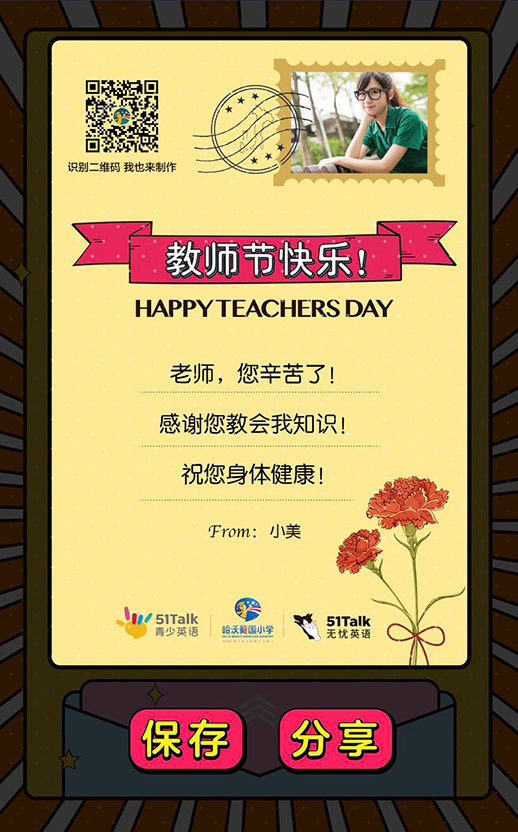 识别二维码 我也来制作
教师节快乐!
HAPPY TEACHERS DAY
老师，您辛苦了!
感谢您教会我知识!
祝您身体健康!
From: 小美
51Talk
青少英语
哈沃美国小学
51Talk
无忧英语
保存
分享